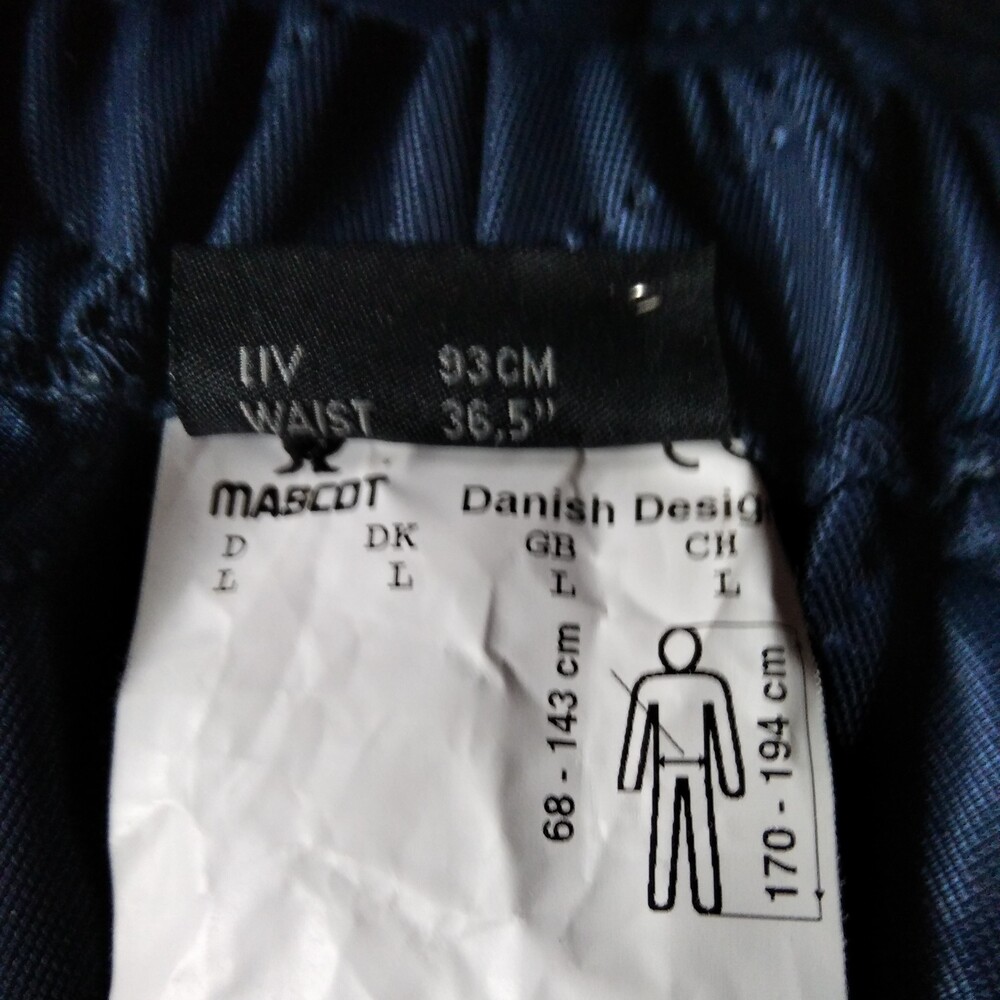 LIV 93CM
WAIST 36,5"
MASCOT Danish Desig
D DK GB CH
L L L L
68 - 143 cm
170 - 194 cm